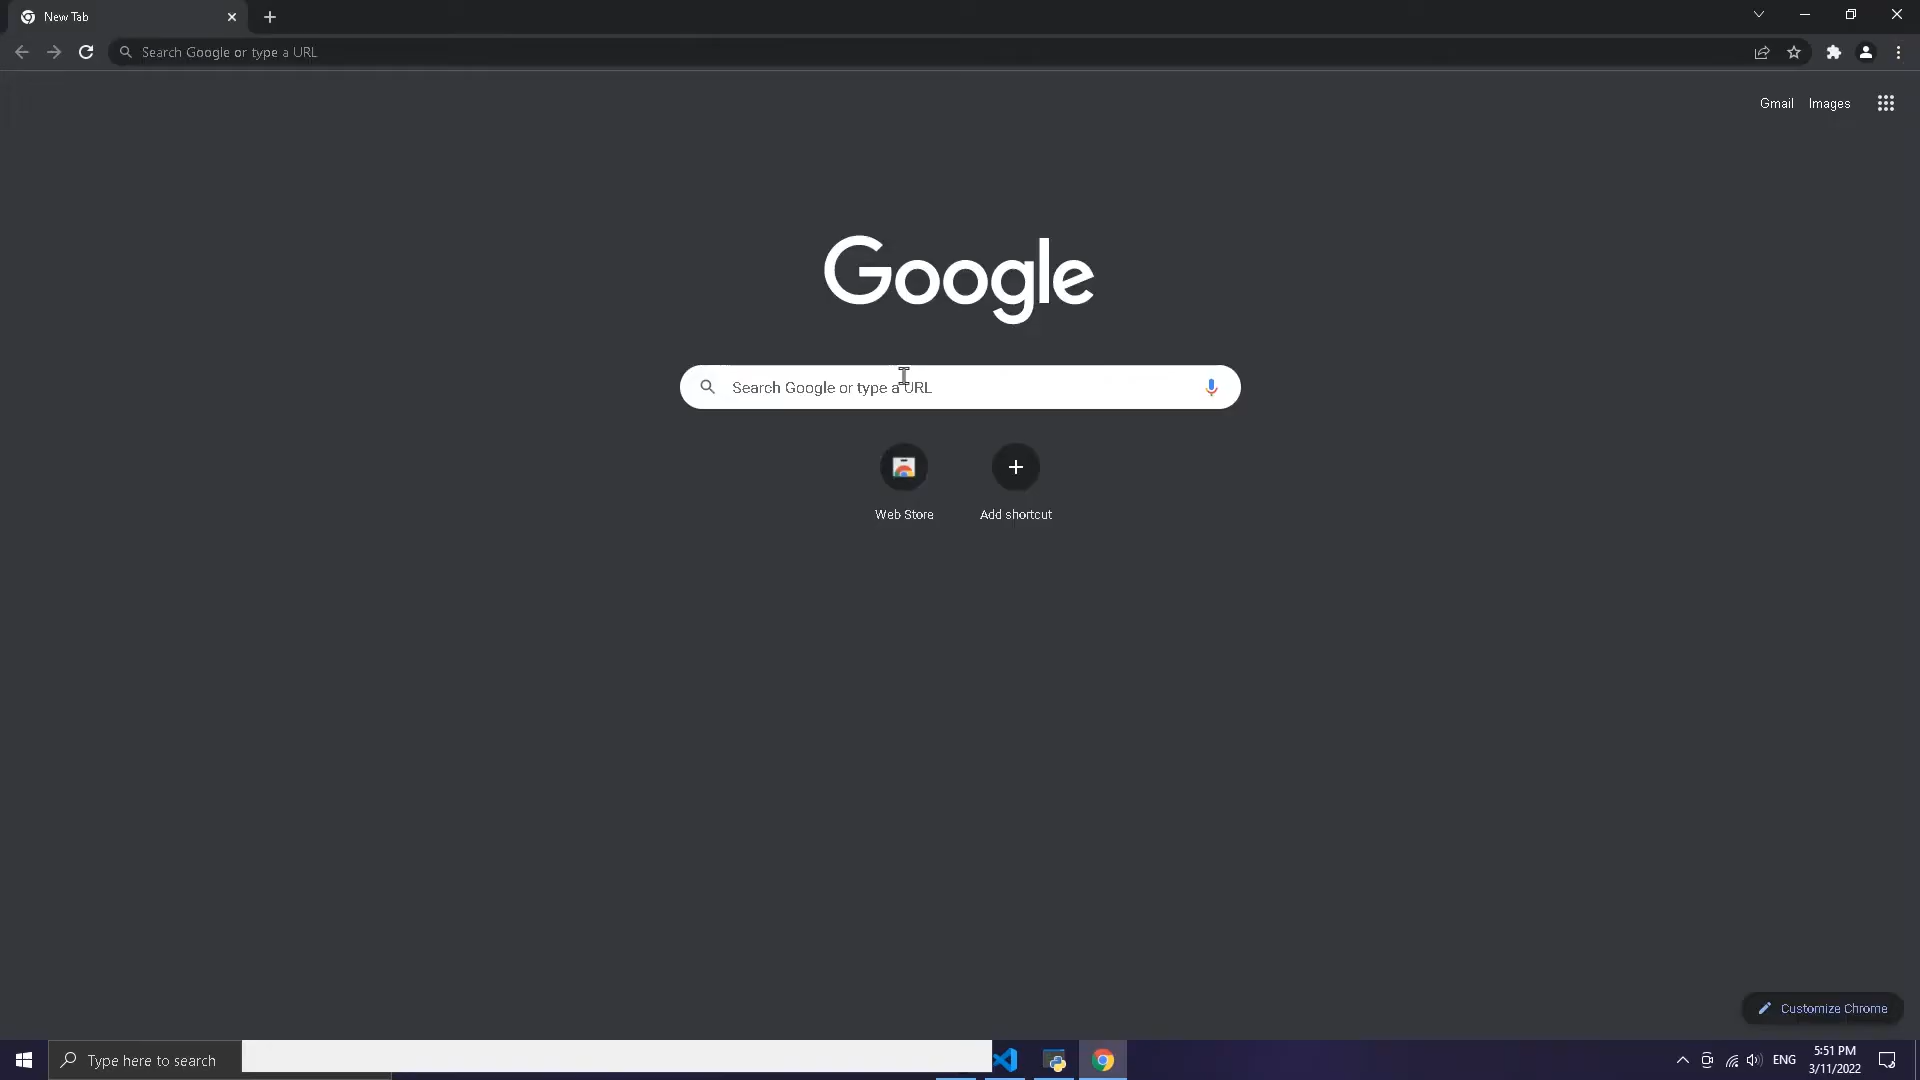 New Tab
Search Google or type a URL
Gmail Images
Google
Search Google or type a URL
Web Store Add shortcut
Customize Chrome
Type here to search
ENG
5:51 PM
3/11/2022